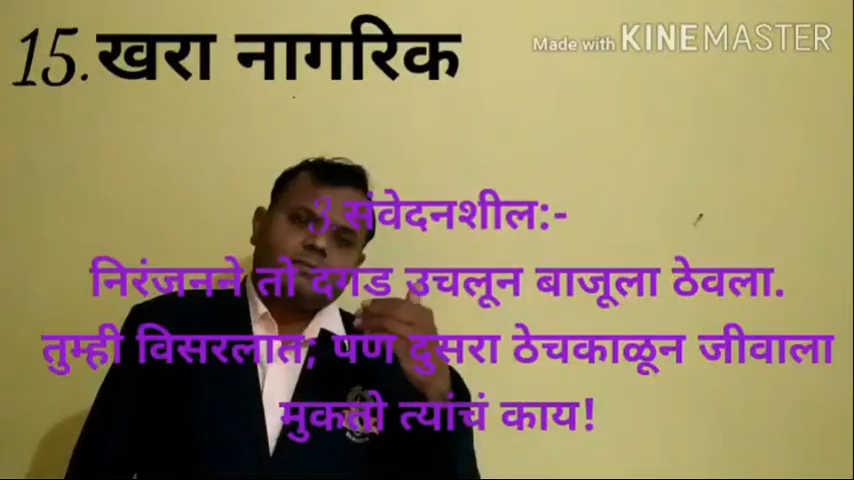 15.खरा नागरिक
Made with KINEMASTER
3.संवेदनशील:-
निरंजनने तो दगड उचलून बाजूला ठेवला.
तुम्ही विसरलात; पण दुसरा ठेचकाळून जीवाला
मुकतो त्यांचं काय!